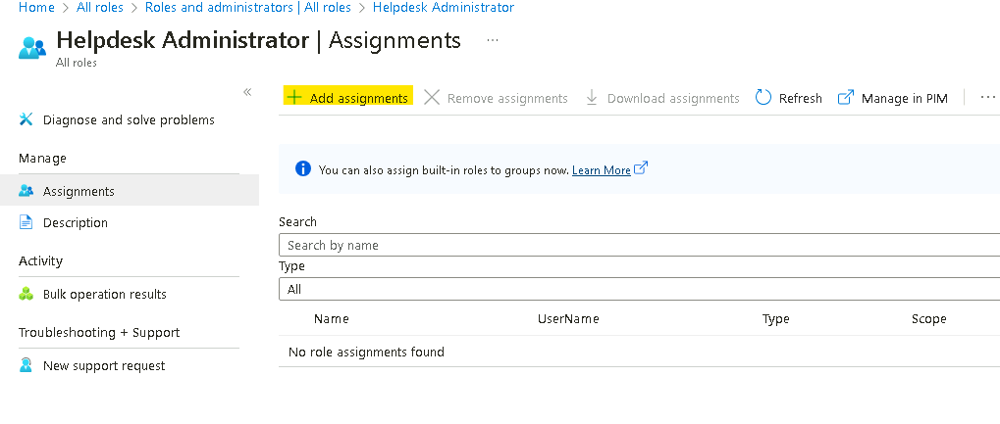 Home > All roles > Roles and administrators | All roles > Helpdesk Administrator
Helpdesk Administrator | Assignments ...
All roles
«
Diagnose and solve problems
Manage
Assignments
Description
Activity
Bulk operation results
Troubleshooting + Support
New support request
+ Add assignments Remove assignments Download assignments Refresh Manage in PIM ...
You can also assign built-in roles to groups now. Learn More
Search
Search by name
Type
All
Name UserName Type Scope
No role assignments found